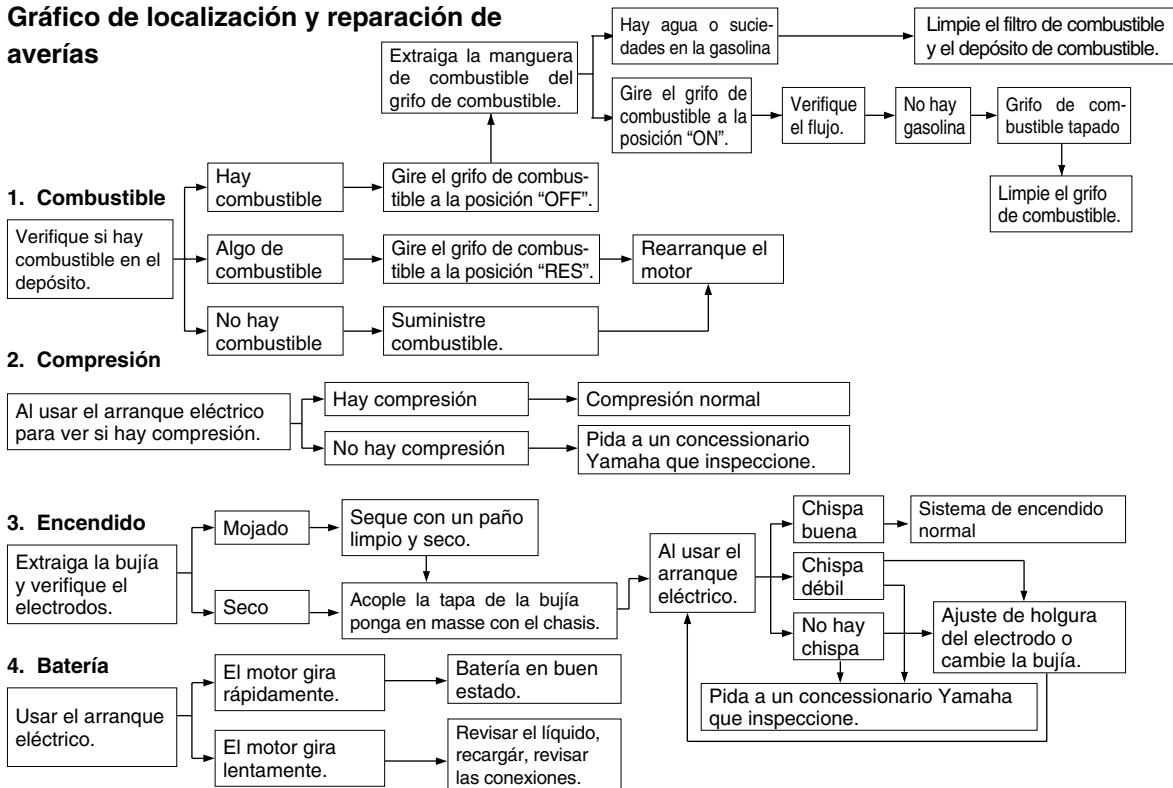 Gráfico de localización y reparación de
averías
Extraiga la manguera
de combustible del
grifo de combustible.
Hay agua o sucie-
dades en la gasolina
Limpie el filtro de combustible
y el depósito de combustible.
Gire el grifo de
combustible a la
posición “ON”.
Verifique
el flujo.
No hay
gasolina
Grifo de com-
bustible tapado
Limpie el grifo
de combustible.
1. Combustible
Verifique si hay
combustible en el
depósito.
Hay
combustible
Gire el grifo de combus-
tible a la posición “OFF”.
Algo de
combustible
Gire el grifo de combus-
tible a la posición “RES”.
Rearranque el
motor
No hay
combustible
Suministre
combustible.
2. Compresión
Al usar el arranque eléctrico
para ver si hay compresión.
Hay compresión
Compresión normal
No hay compresión
Pida a un concessionario
Yamaha que inspeccione.
3. Encendido
Extraiga la bujía
y verifique el
electrodos.
Mojado
Seque con un paño
limpio y seco.
Seco
Acople la tapa de la bujía
ponga en masse con el chasis.
Al usar el
arranque
eléctrico.
Chispa
buena
Sistema de encendido
normal
Chispa
débil
No hay
chispa
Ajuste de holgura
del electrodo o
cambie la bujía.
Pida a un concessionario Yamaha
que inspeccione.
4. Batería
Usar el arranque
eléctrico.
El motor gira
rápidamente.
Batería en buen
estado.
El motor gira
lentamente.
Revisar el líquido,
recargár, revisar
las conexiones.